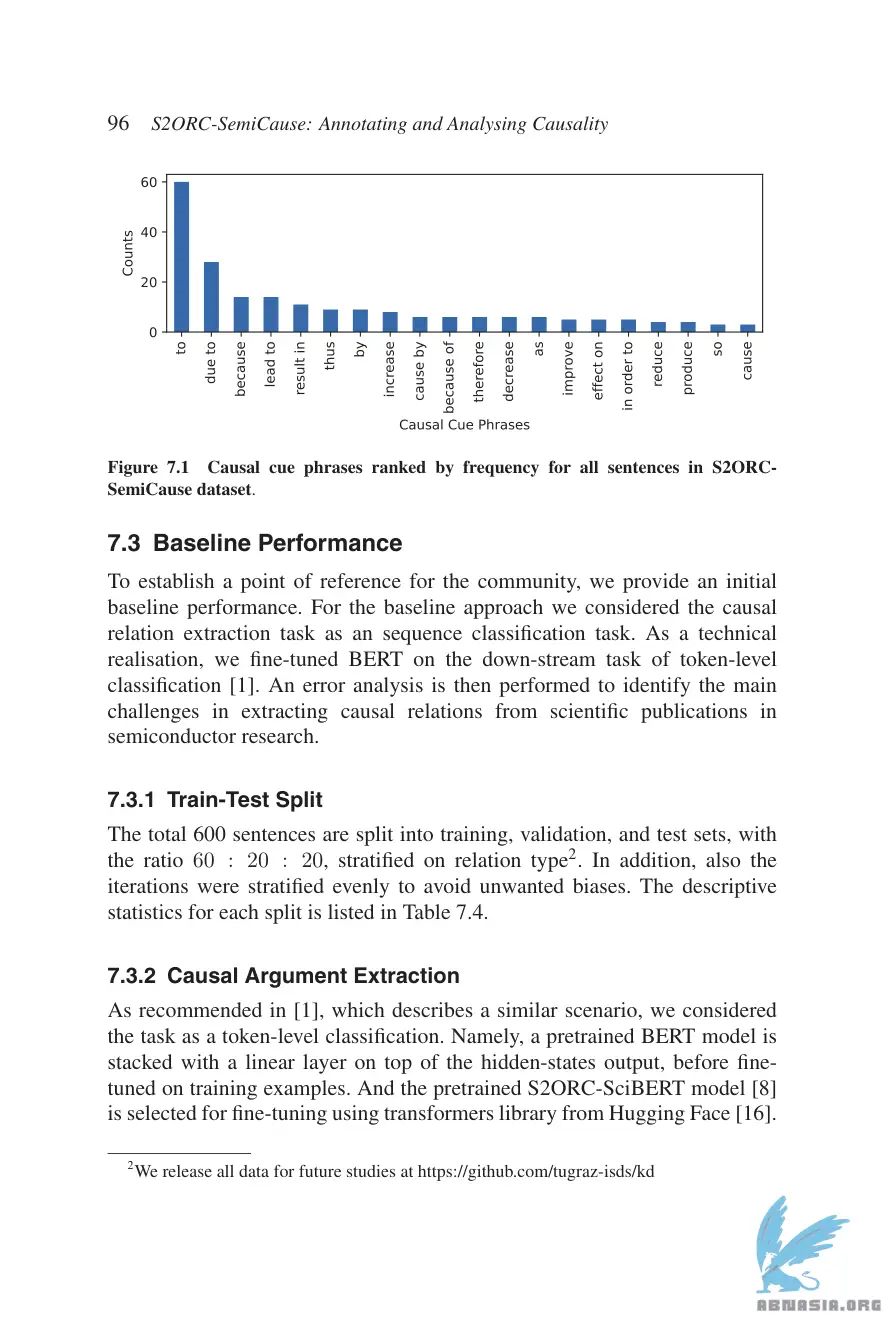 96 S2ORC-SemiCause: Annotating and Analysing Causality
60
40
20
0
Counts
to
due to
because
lead to
result in
thus
by
increase
cause by
because of
therefore
decrease
as
improve
effect on
in order to
reduce
produce
so
cause
Causal Cue Phrases
Figure 7.1 Causal cue phrases ranked by frequency for all sentences in S2ORC-
SemiCause dataset.
7.3 Baseline Performance
To establish a point of reference for the community, we provide an initial
baseline performance. For the baseline approach we considered the causal
relation extraction task as an sequence classification task. As a technical
realisation, we fine-tuned BERT on the down-stream task of token-level
classification [1]. An error analysis is then performed to identify the main
challenges in extracting causal relations from scientific publications in
semiconductor research.
7.3.1 Train-Test Split
The total 600 sentences are split into training, validation, and test sets, with
the ratio 60 : 20 : 20, stratified on relation type2. In addition, also the
iterations were stratified evenly to avoid unwanted biases. The descriptive
statistics for each split is listed in Table 7.4.
7.3.2 Causal Argument Extraction
As recommended in [1], which describes a similar scenario, we considered
the task as a token-level classification. Namely, a pretrained BERT model is
stacked with a linear layer on top of the hidden-states output, before fine-
tuned on training examples. And the pretrained S2ORC-SciBERT model [8]
is selected for fine-tuning using transformers library from Hugging Face [16].
2We release all data for future studies at https://github.com/tugraz-isds/kd
ABNASIA.ORG